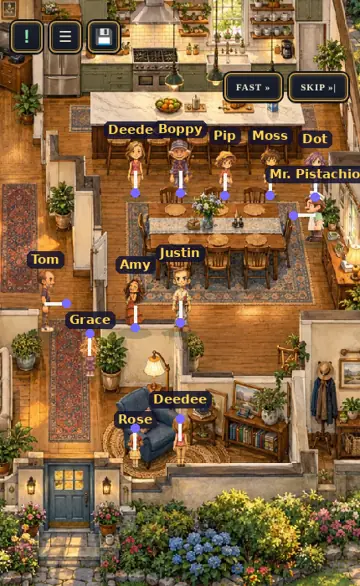 !
FAST »
SKIP »|
Deede
Boppy
Pip
Moss
Dot
Mr. Pistachio
Tom
Amy
Justin
Grace
Rose
Deedee